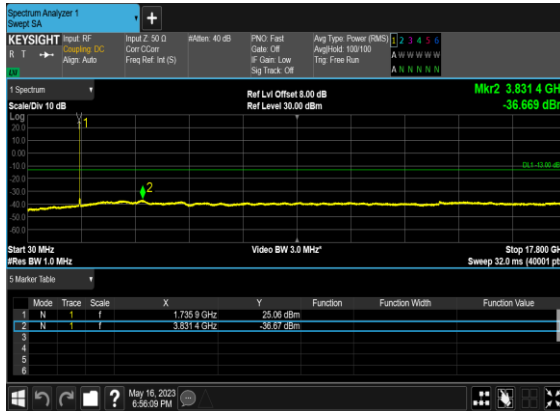 Spectrum Analyzer 1
Swept SA
+
KEYSIGHT Input: RF Input Z: 50 Ω #Atten: 40 dB PNO: Fast Avg Type: Power (RMS) 1 2 3 4 5 6
R T Coupling: DC Corr CCorr Gate: Off Avg|Hold: 100/100 A W W W W W
Align: Auto Freq Ref: Int (S) IF Gain: Low Trig: Free Run
Sig Track: Off A N N N N N
1 Spectrum Ref Lvl Offset 8.00 dB Mkr2 3.831 4 GH
Scale/Div 10 dB Ref Level 30.00 dBm -36.669 dB
Log
1
20.0
10.0
0.00
-10.0 DL1 -13.00 dB
-20.0
-30.0 2
-40.0
-50.0
-60.0
Start 30 MHz Video BW 3.0 MHz* Stop 17.800 GH
#Res BW 1.0 MHz Sweep 32.0 ms (40001 pt
5 Marker Table
Mode Trace Scale X Y Function Function Width Function Value
1 N 1 f 1.735 9 GHz 25.06 dBm
2 N 1 f 3.831 4 GHz -36.67 dBm
3
4
5
6
? May 16, 2023
6:56:09 PM